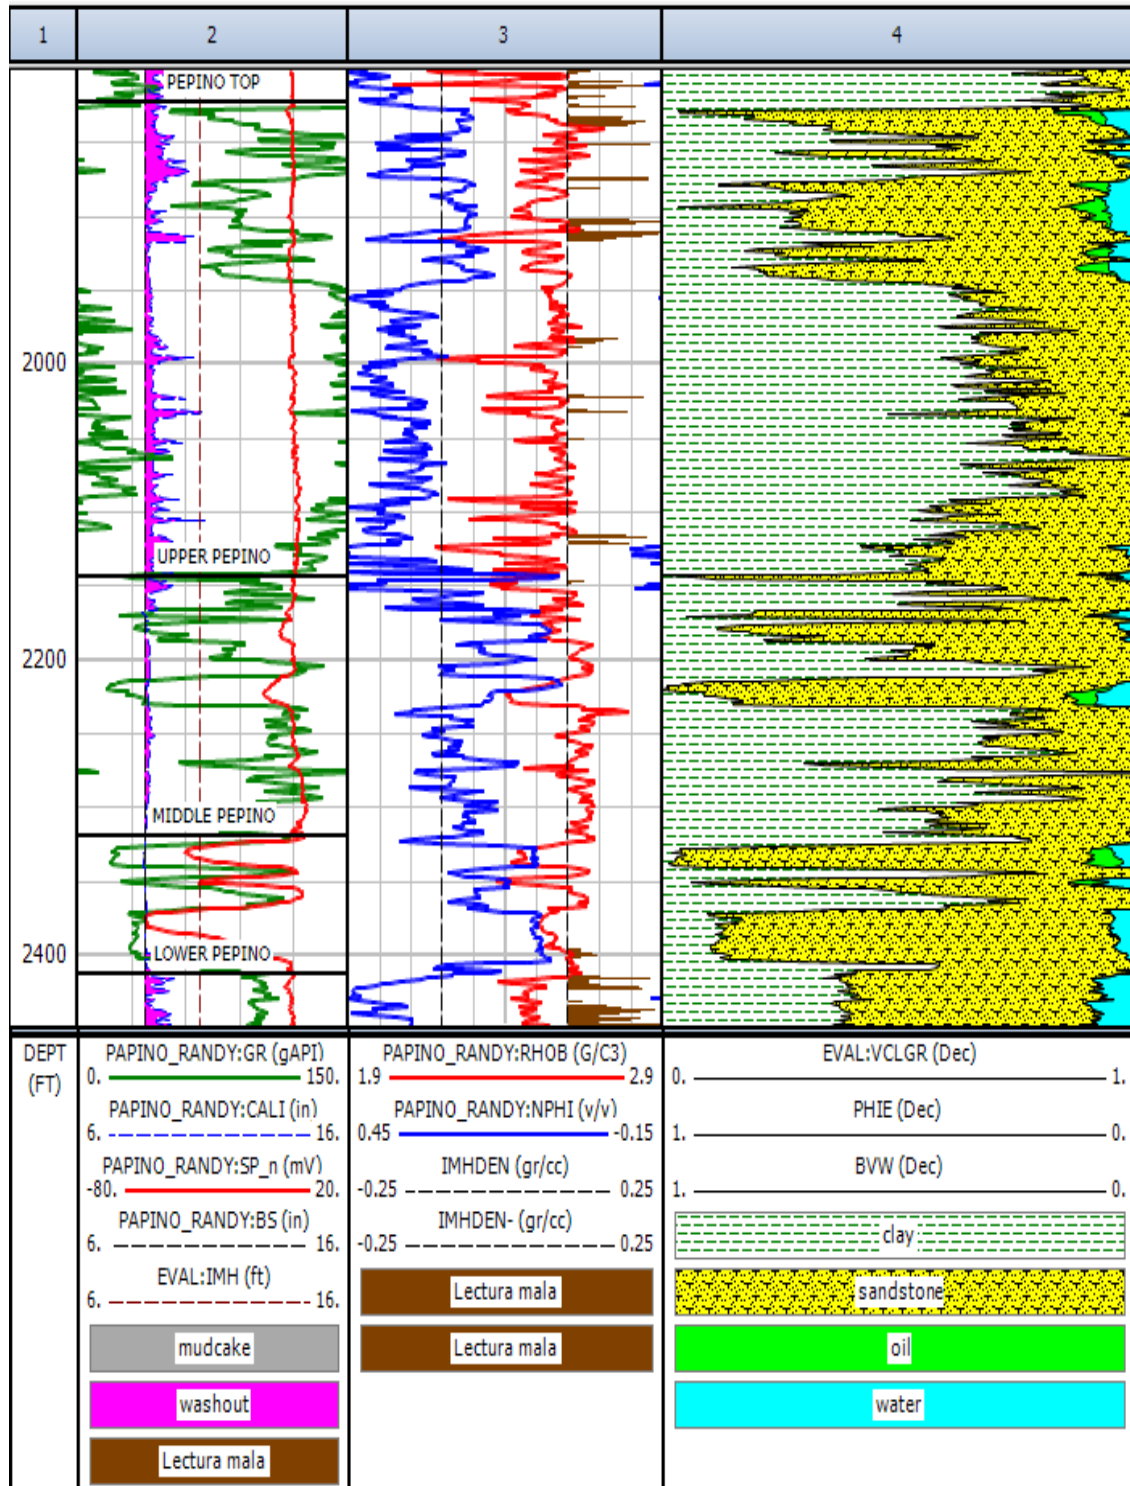 1 2 3 4
PEPINO TOP
2000
UPPER PEPINO
2200
MIDDLE PEPINO
LOWER PEPINO
2400
DEPT
(FT)
PAPINO_RANDY:GR (gAPI)
0. 150.
PAPINO_RANDY:CALI (in)
6. 16.
PAPINO_RANDY:SP_n (mV)
-80. 20.
PAPINO_RANDY:BS (in)
6. 16.
EVAL:IMH (ft)
6. 16.
mudcake
washout
Lectura mala
PAPINO_RANDY:RHOB (G/C3)
1.9 2.9
PAPINO_RANDY:NPHI (v/v)
0.45 -0.15
IMHDEN (gr/cc)
-0.25 0.25
IMHDEN- (gr/cc)
-0.25 0.25
Lectura mala
Lectura mala
EVAL:VCLGR (Dec)
0. 1.
PHIE (Dec)
1. 0.
BVW (Dec)
1. 0.
clay
sandstone
oil
water